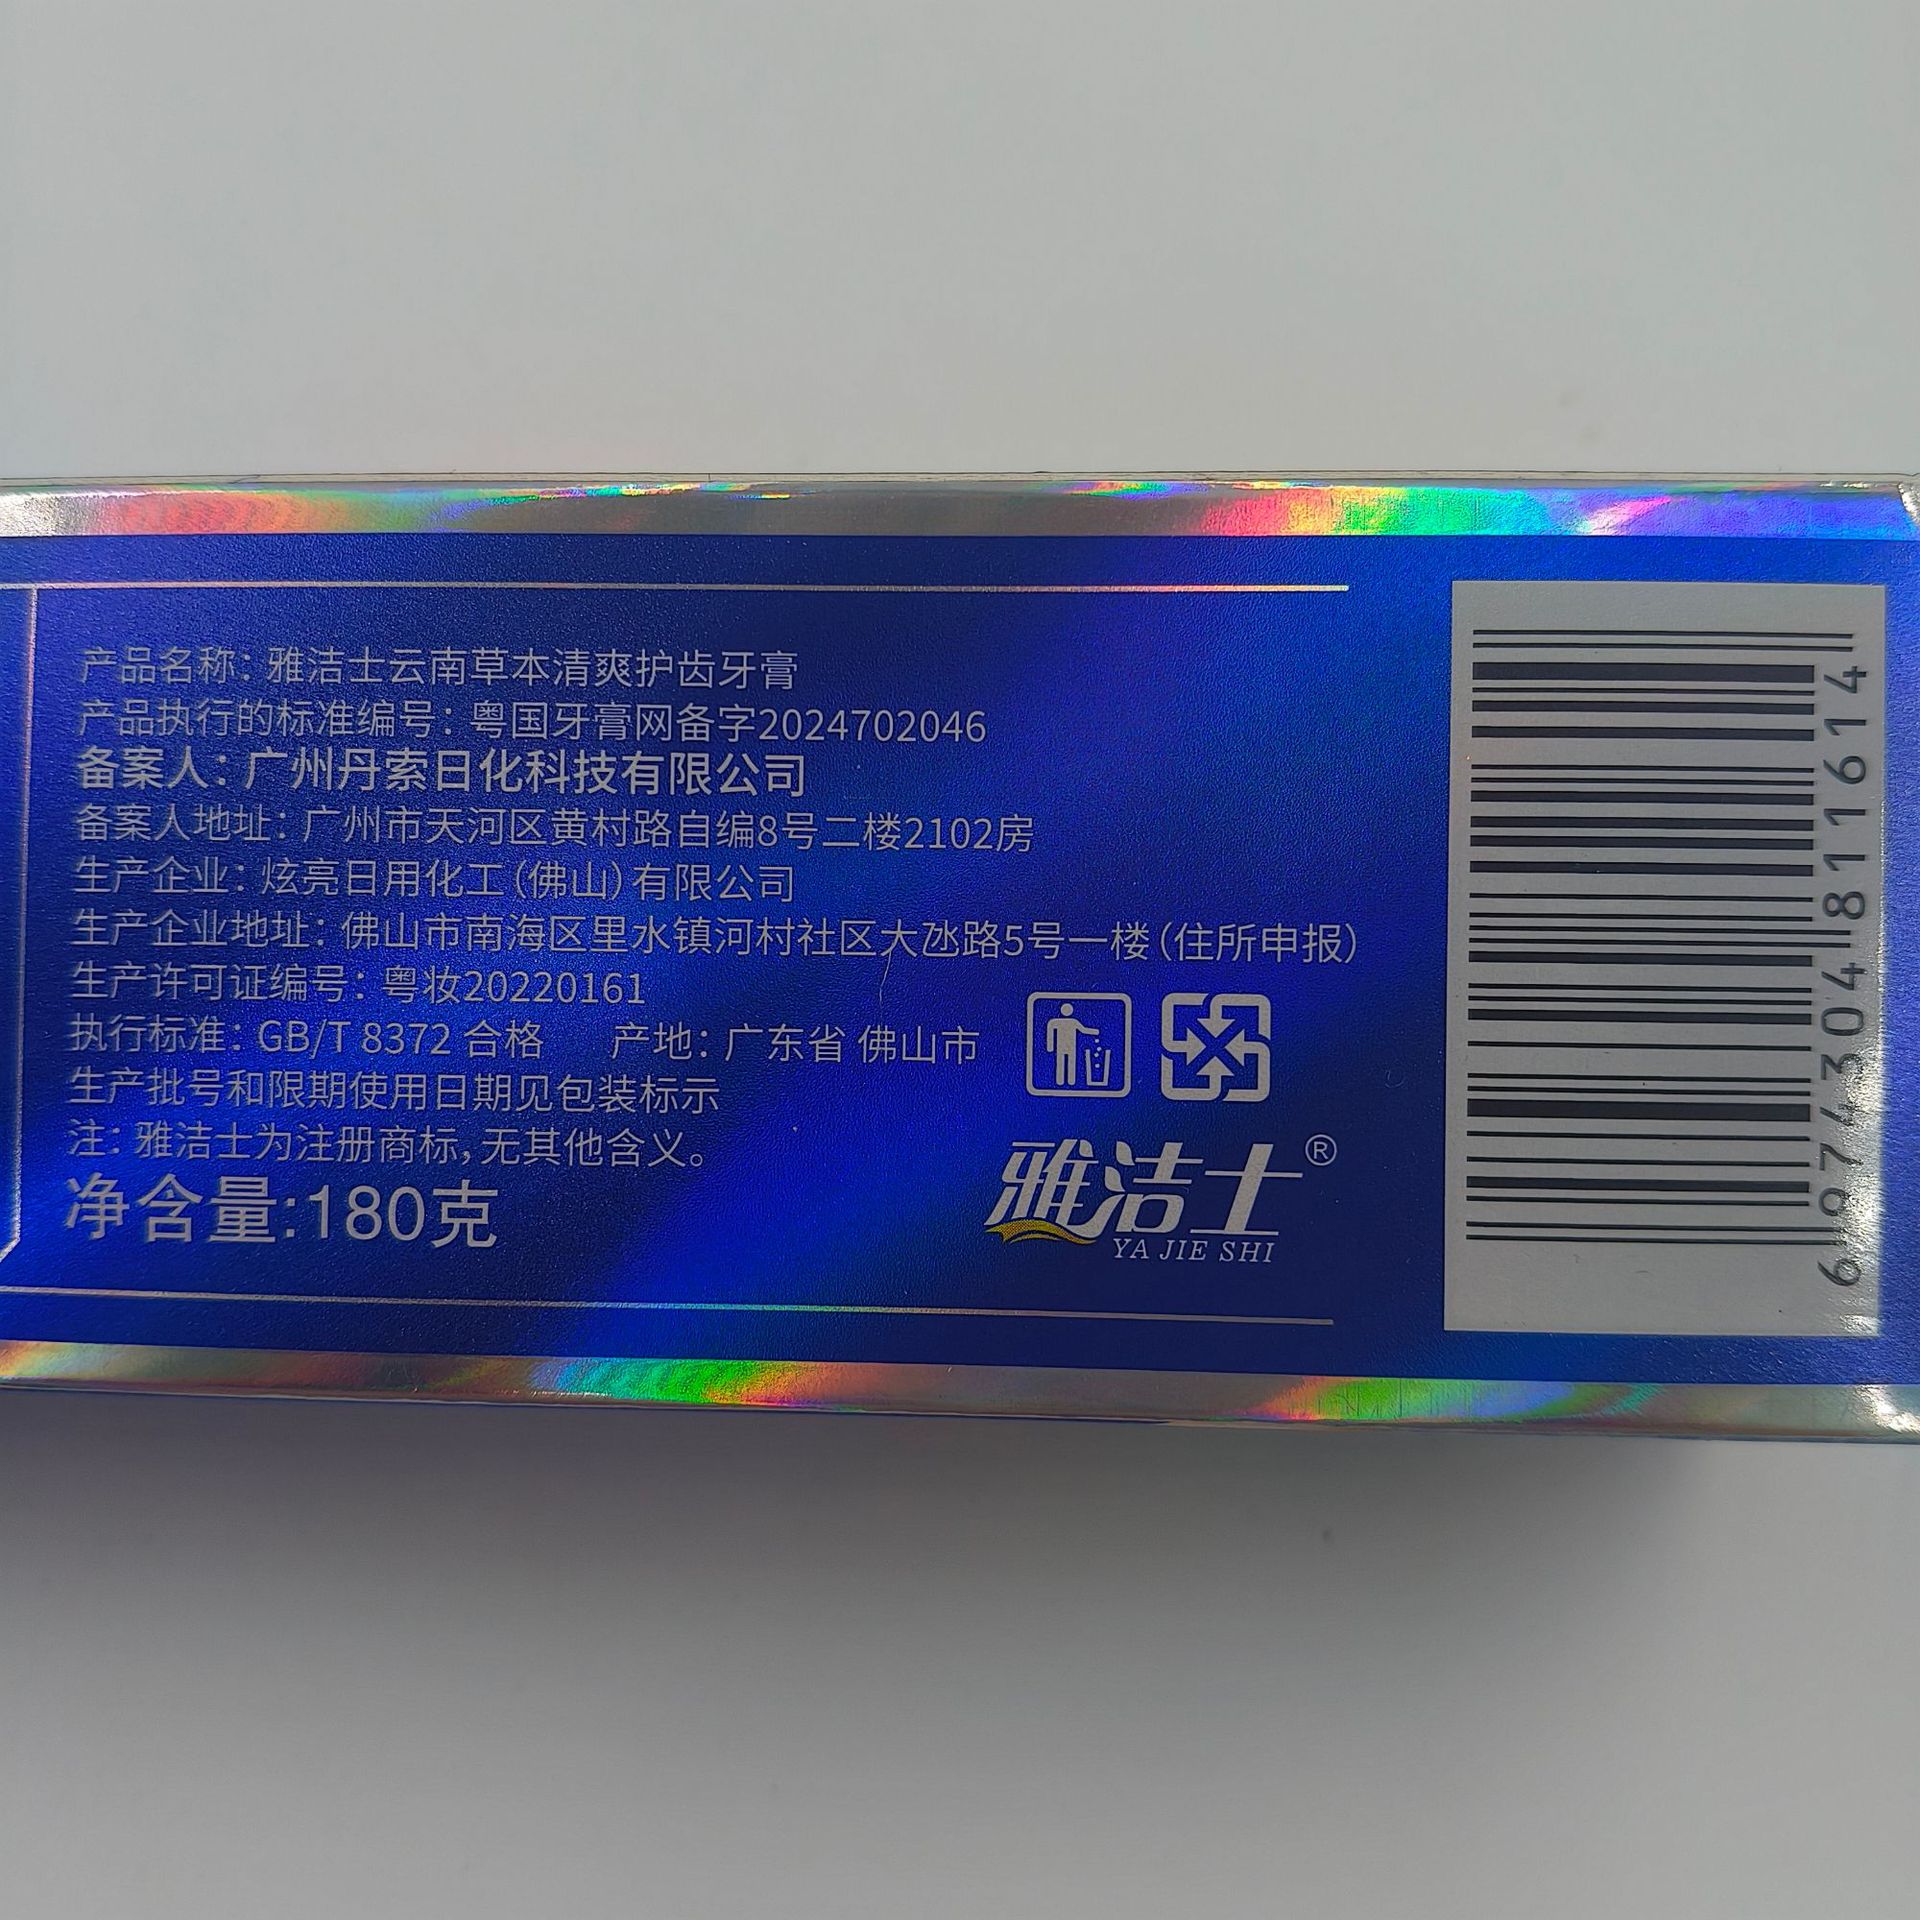 产品名称：雅洁士云南草本清爽护齿牙膏
产品执行的标准编号：粤国牙膏网备字2024702046
备案人：广州丹索日化科技有限公司
备案人地址：广州市天河区黄村路自编8号二楼2102房
生产企业：炫亮日用化工（佛山）有限公司
生产企业地址：佛山市南海区里水镇河村社区大氹路5号一楼（住所申报）
生产许可证编号：粤妆20220161
执行标准：GB/T 8372 合格 产地：广东省 佛山市
生产批号和限期使用日期见包装标示
注：雅洁士为注册商标，无其他含义。
净含量:180克
雅洁士®
YA JIE SHI
6974304811614